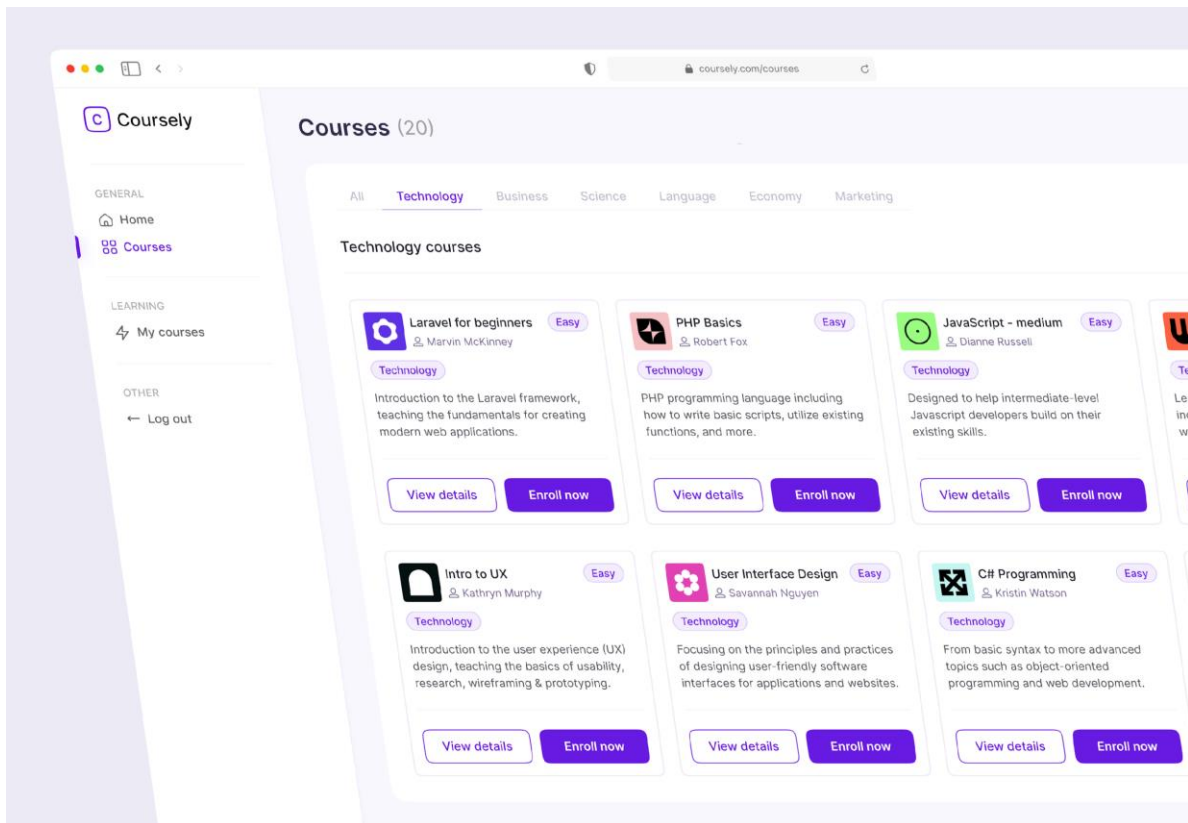 coursely.com/courses
C Coursely
Courses (20)
GENERAL
Home
Courses
LEARNING
My courses
OTHER
Log out
All Technology Business Science Language Economy Marketing
Technology courses
Laravel for beginners Easy
Marvin McKinney
Technology
Introduction to the Laravel framework,
teaching the fundamentals for creating
modern web applications.
View details Enroll now
PHP Basics Easy
Robert Fox
Technology
PHP programming language including
how to write basic scripts, utilize existing
functions, and more.
View details Enroll now
JavaScript - medium Easy
Dianne Russell
Technology
Designed to help intermediate-level
Javascript developers build on their
existing skills.
View details Enroll now
Intro to UX Easy
Kathryn Murphy
Technology
Introduction to the user experience (UX)
design, teaching the basics of usability,
research, wireframing & prototyping.
View details Enroll now
User Interface Design Easy
Savannah Nguyen
Technology
Focusing on the principles and practices
of designing user-friendly software
interfaces for applications and websites.
View details Enroll now
C# Programming Easy
Kristin Watson
Technology
From basic syntax to more advanced
topics such as object-oriented
programming and web development.
View details Enroll now